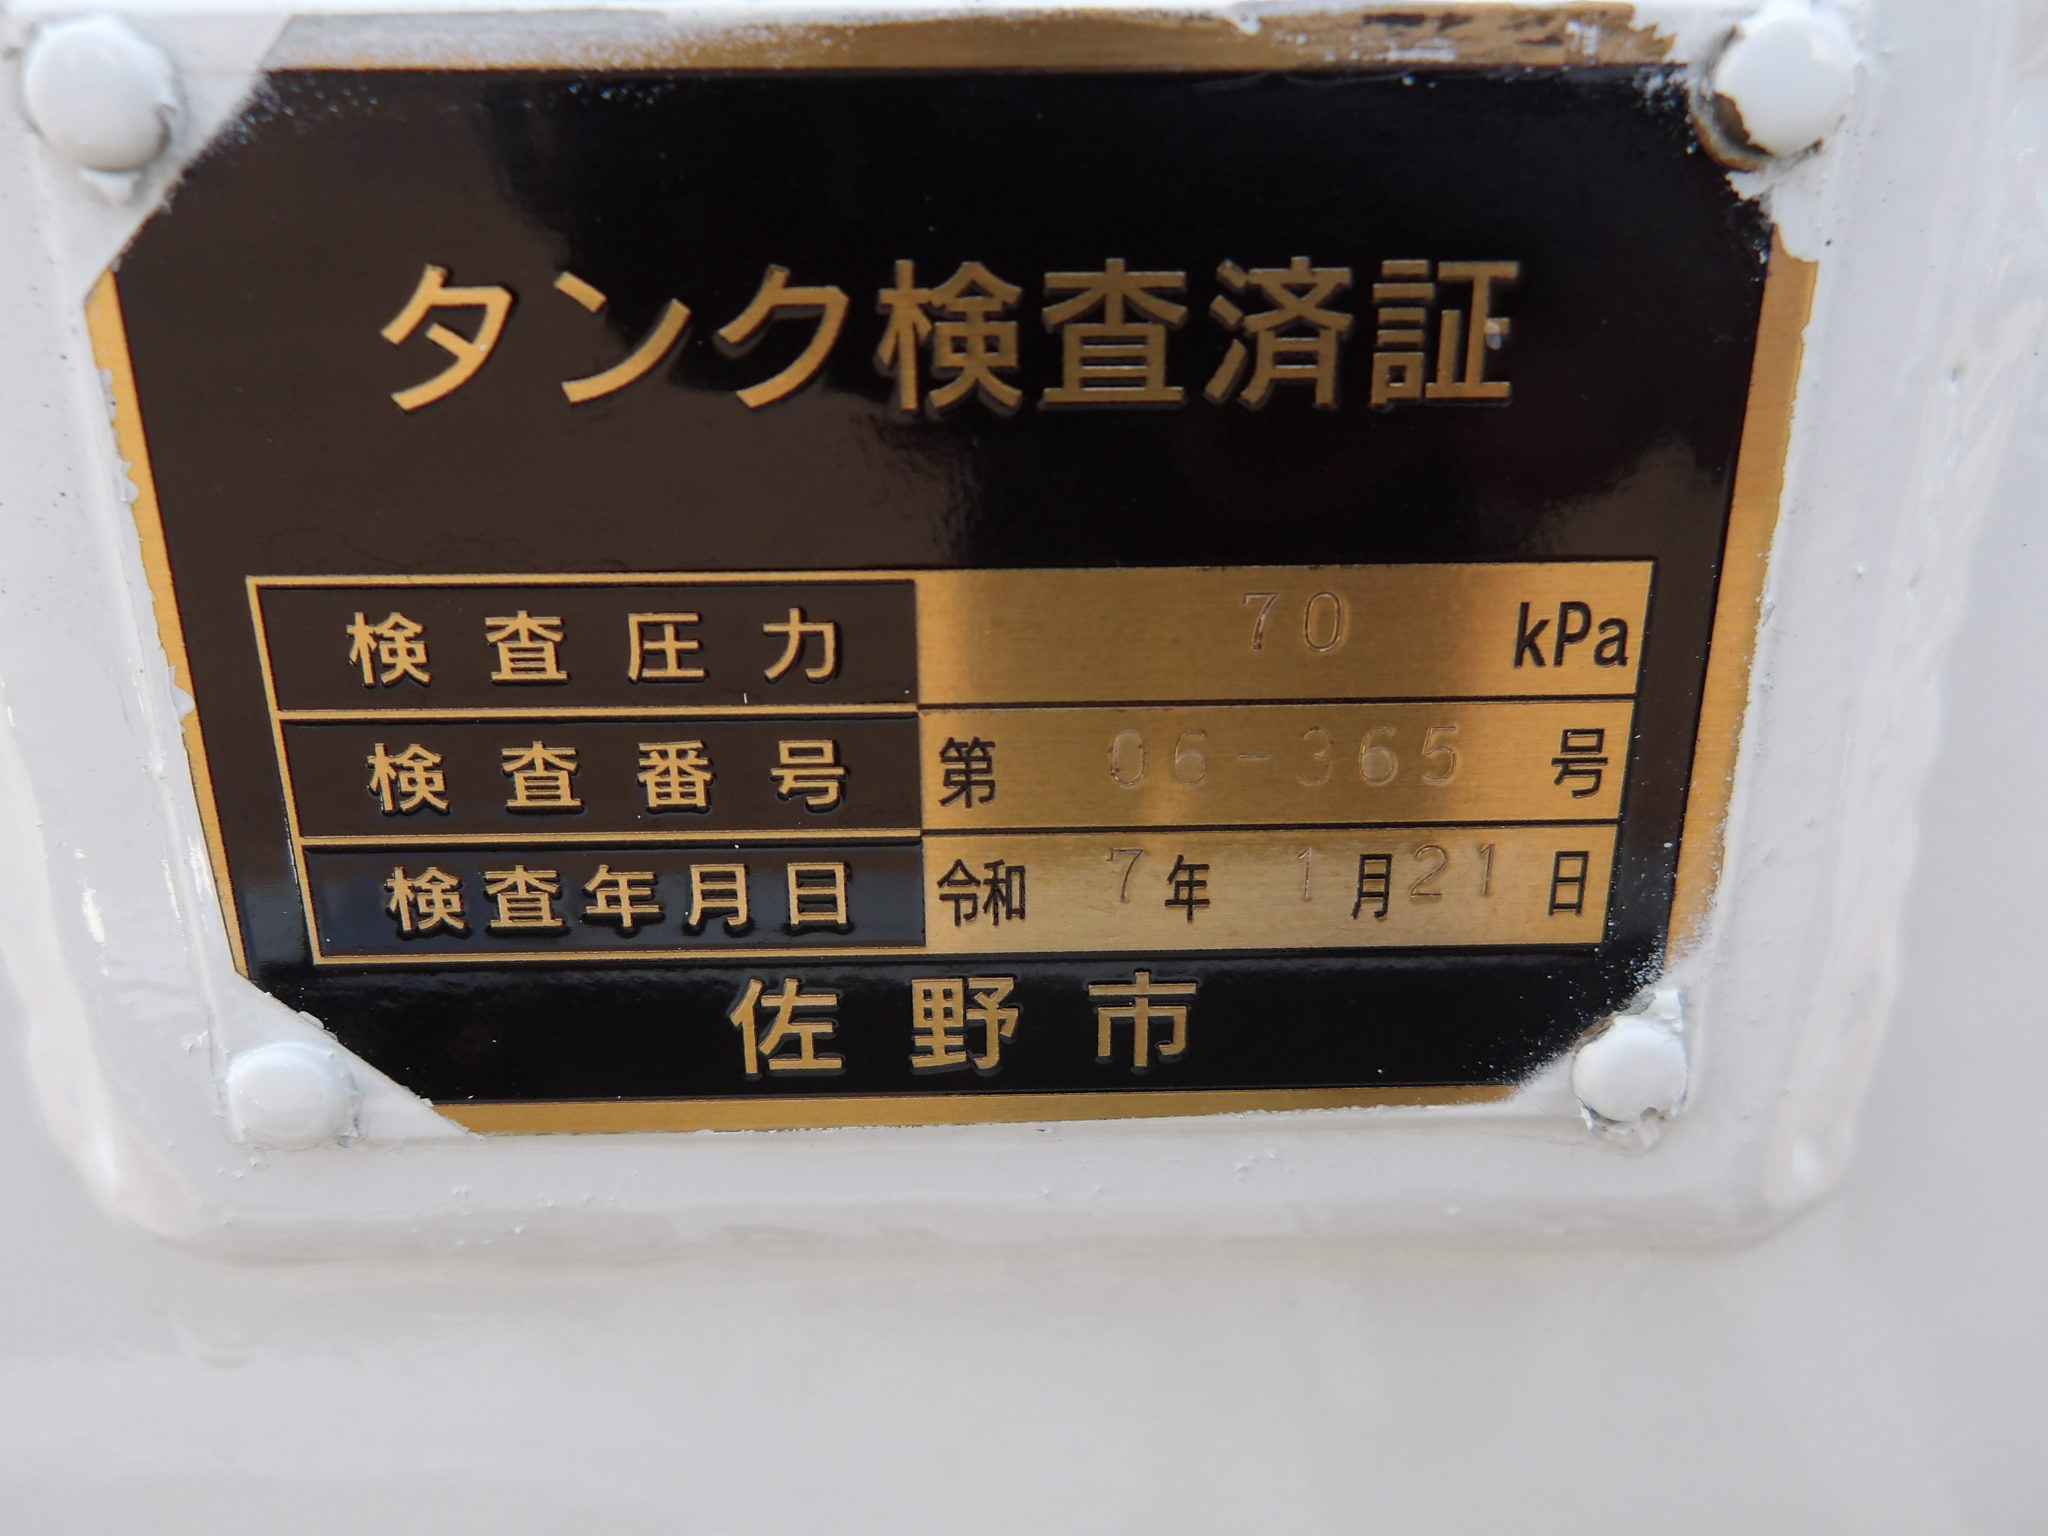 タンク検査済証
検査圧力 70 kPa
検査番号 第 06-365 号
検査年月日 令和 7年 1月21日
佐野市